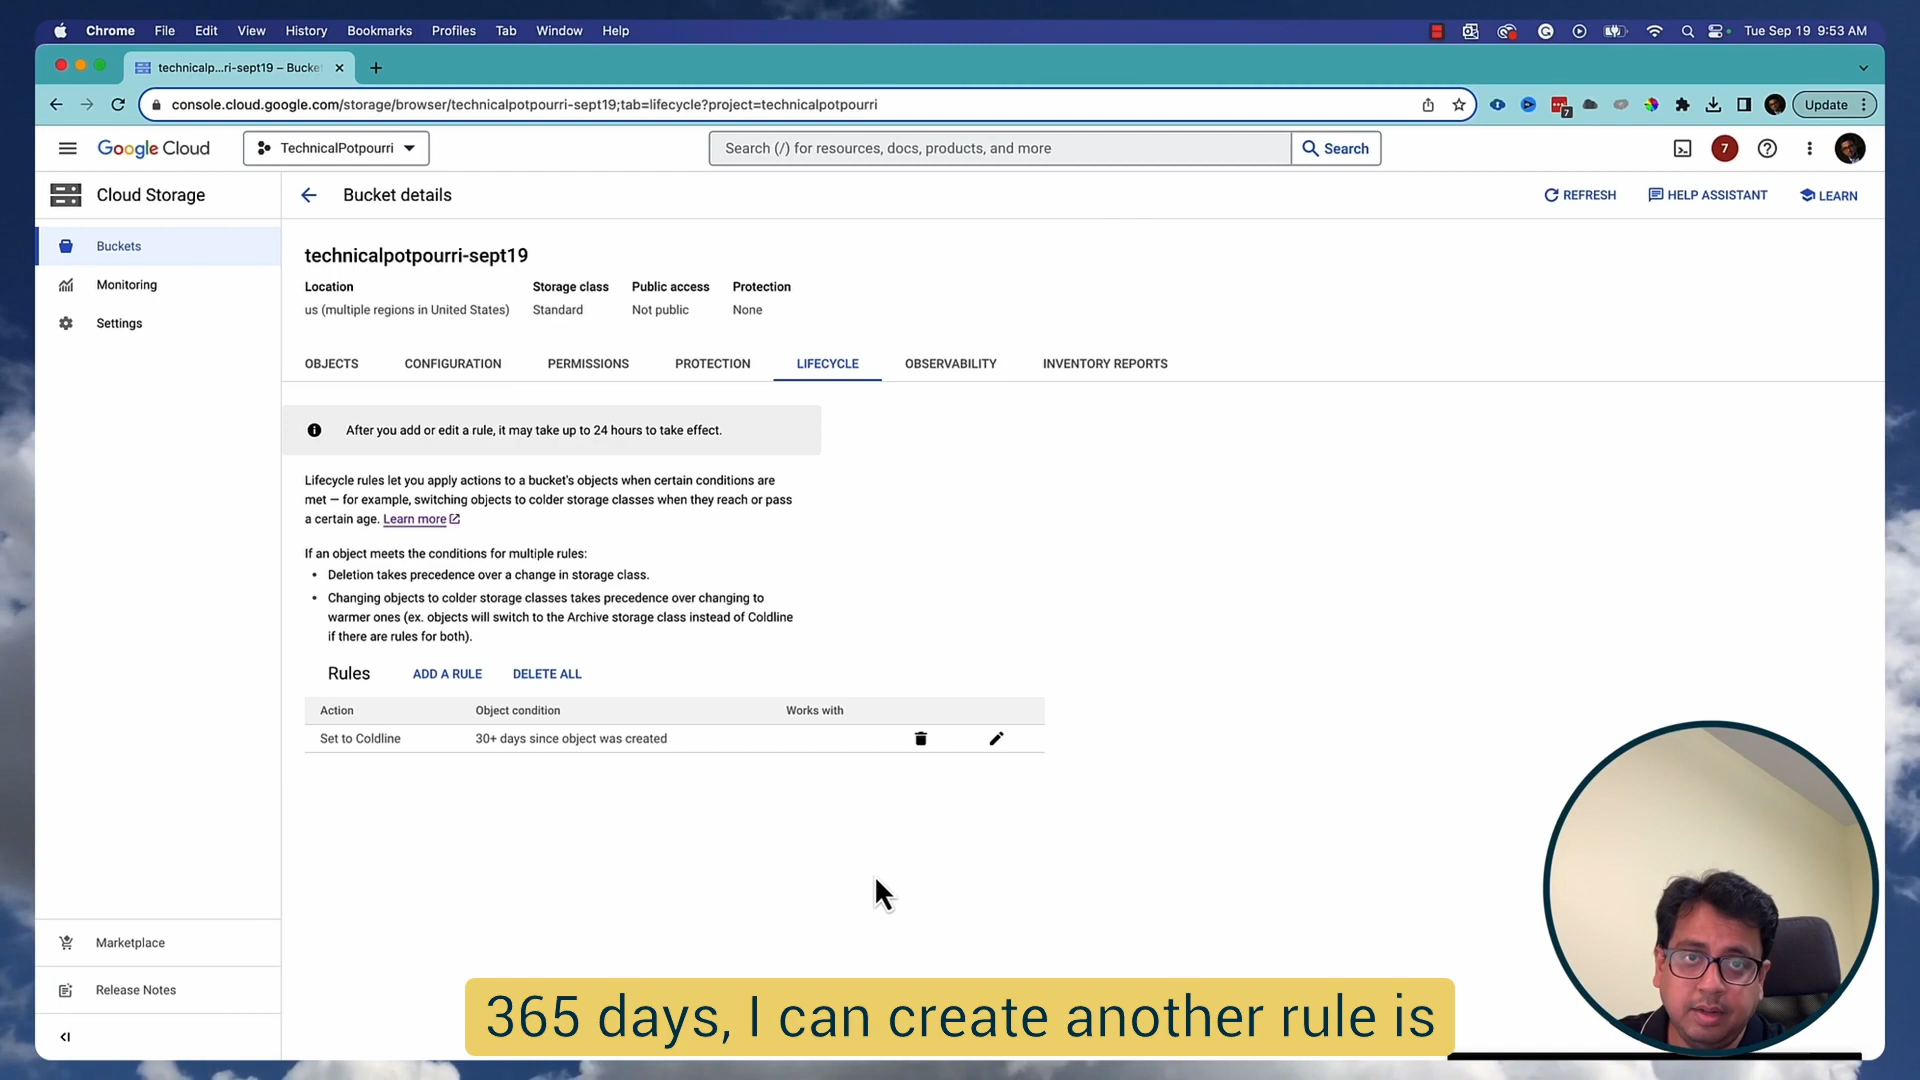 Chrome File Edit View History Bookmarks Profiles Tab Window Help Tue Sep 19 9:53 AM
technicalp...ri-sept19 – Bucke
console.cloud.google.com/storage/browser/technicalpotpourri-sept19;tab=lifecycle?project=technicalpotpourri 7 Update
Google Cloud TechnicalPotpourri Search (/) for resources, docs, products, and more Search 7
Cloud Storage Bucket details REFRESH HELP ASSISTANT LEARN
Buckets
Monitoring
Settings
Marketplace
Release Notes
technicalpotpourri-sept19
Location Storage class Public access Protection
us (multiple regions in United States) Standard Not public None
OBJECTS CONFIGURATION PERMISSIONS PROTECTION LIFECYCLE OBSERVABILITY INVENTORY REPORTS
After you add or edit a rule, it may take up to 24 hours to take effect.
Lifecycle rules let you apply actions to a bucket's objects when certain conditions are
met — for example, switching objects to colder storage classes when they reach or pass
a certain age. Learn more
If an object meets the conditions for multiple rules:
• Deletion takes precedence over a change in storage class.
• Changing objects to colder storage classes takes precedence over changing to
warmer ones (ex. objects will switch to the Archive storage class instead of Coldline
if there are rules for both).
Rules ADD A RULE DELETE ALL
Action Object condition Works with
Set to Coldline 30+ days since object was created
365 days, I can create another rule is